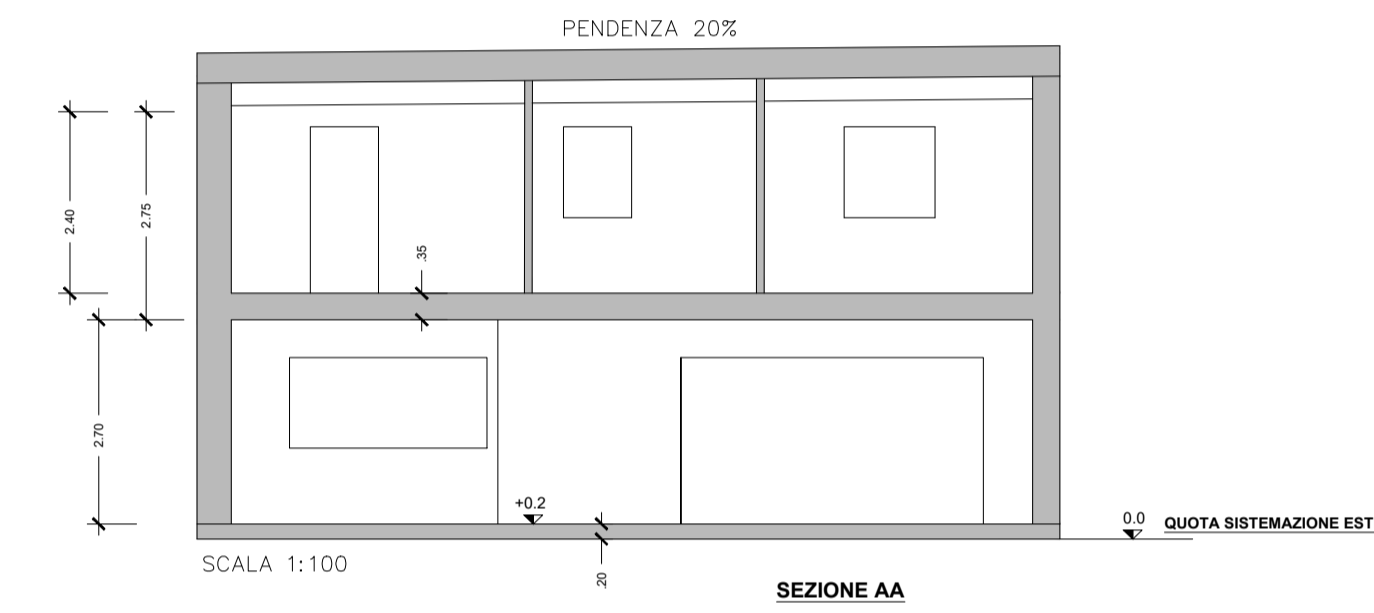 PENDENZA 20%
2.40
2.75
.35
2.70
+0.2
0.0 QUOTA SISTEMAZIONE EST
SCALA 1:100
.20
SEZIONE AA